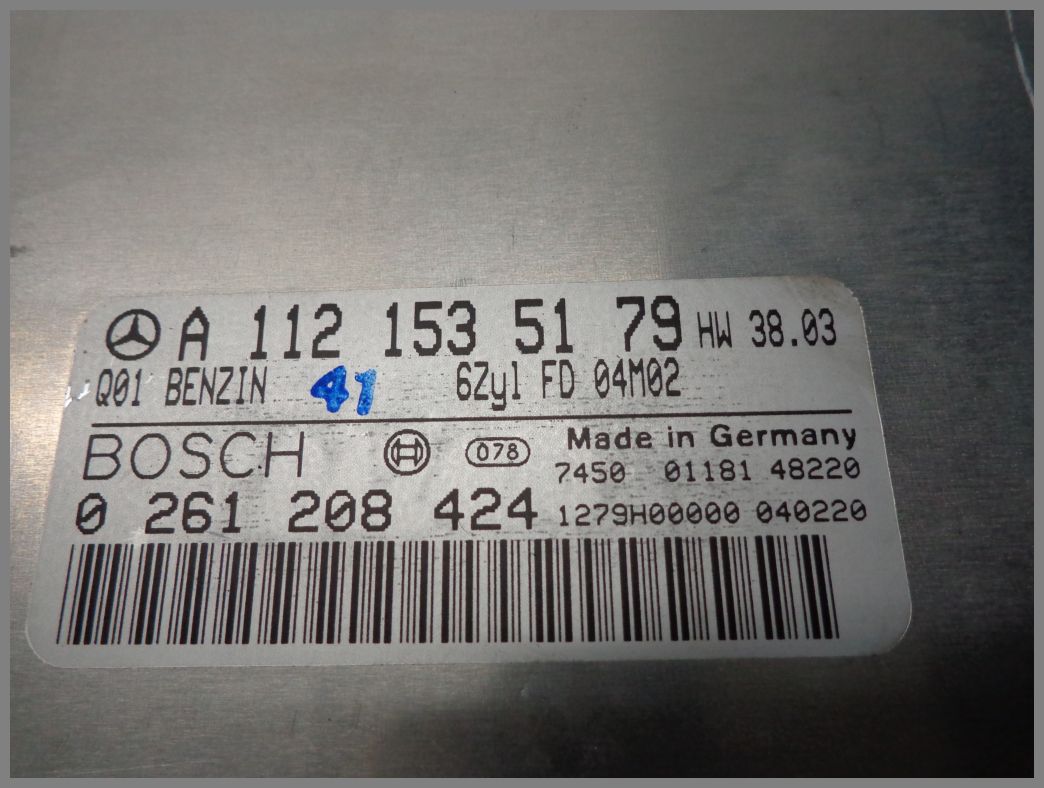 A 112 153 51 79 HW 38.03
Q01 BENZIN 41 6Zyl FD 04M02
BOSCH H 078 Made in Germany
7450 01181 48220
0 261 208 424 1279H00000 040220